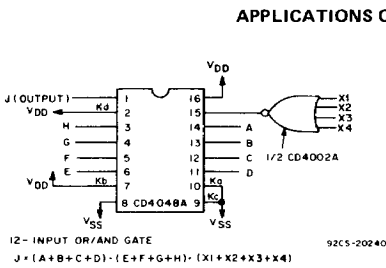 APPLICATIONS C
J (OUTPUT)
VDD
Kd
H
G
F
E
VDD
Kb
VSS
1
2
3
4
5
6
7
8
CD4048A
16
15
14
13
12
11
10
9
VDD
A
B
C
D
Ka
Kc
VSS
X1
X2
X3
X4
1/2 CD4002A
12- INPUT OR/AND GATE
92CS-20240
J = (A+B+C+D) · (E+F+G+H) · (X1+X2+X3+X4)